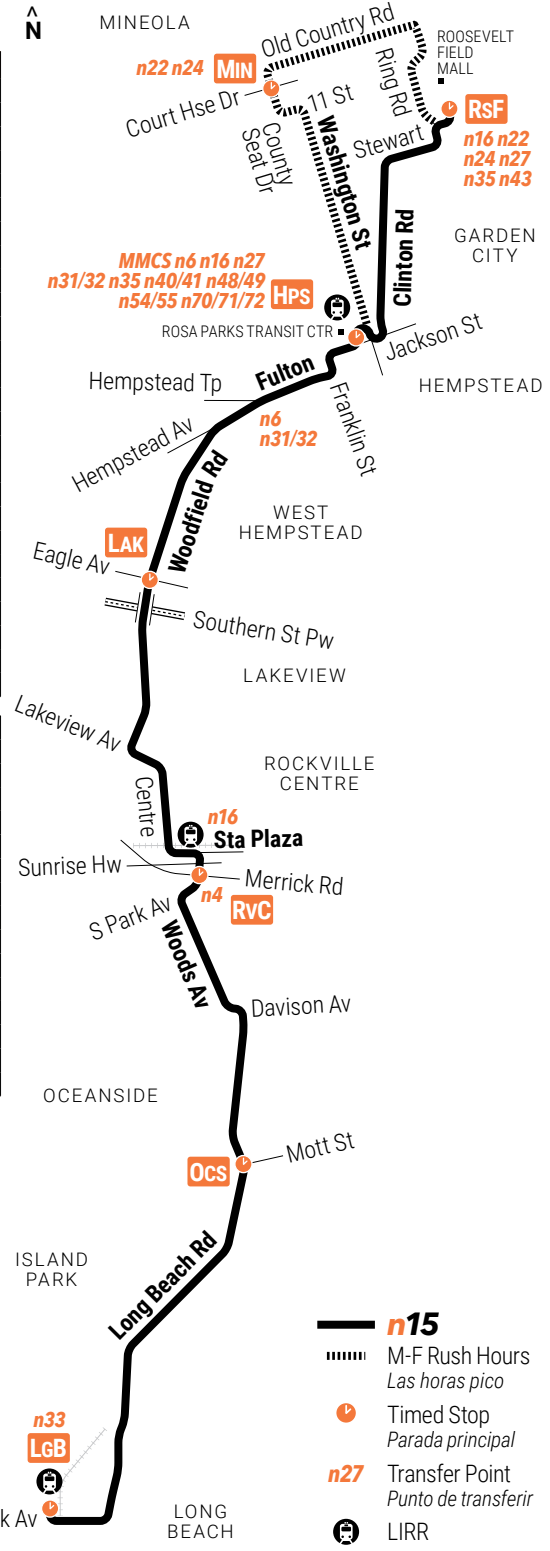 ^
N
MINEOLA
Old Country Rd
ROOSEVELT
FIELD
MALL
n22 n24 MIN
Ring Rd
Court Hse Dr
11 St
RSF
County
Seat Dr
Washington St
Stewart
n16 n22
n24 n27
n35 n43
Clinton Rd
GARDEN
CITY
MMCS n6 n16 n27
n31/32 n35 n40/41 n48/49
n54/55 n70/71/72
HPS
ROSA PARKS TRANSIT CTR
Jackson St
Fulton
Hempstead Tp
HEMPSTEAD
Franklin St
n6
n31/32
Hempstead Av
Woodfield Rd
WEST
HEMPSTEAD
LAK
Eagle Av
Southern St Pw
LAKEVIEW
Lakeview Av
ROCKVILLE
CENTRE
Centre
n16
Sta Plaza
Sunrise Hw
Merrick Rd
n4
RVC
S Park Av
Woods Av
Davison Av
OCEANSIDE
Mott St
OCS
ISLAND
PARK
Long Beach Rd
n15
M-F Rush Hours
Las horas pico
Timed Stop
Parada principal
n27
Transfer Point
Punto de transferir
LIRR
n33
LGB
k Av
LONG
BEACH